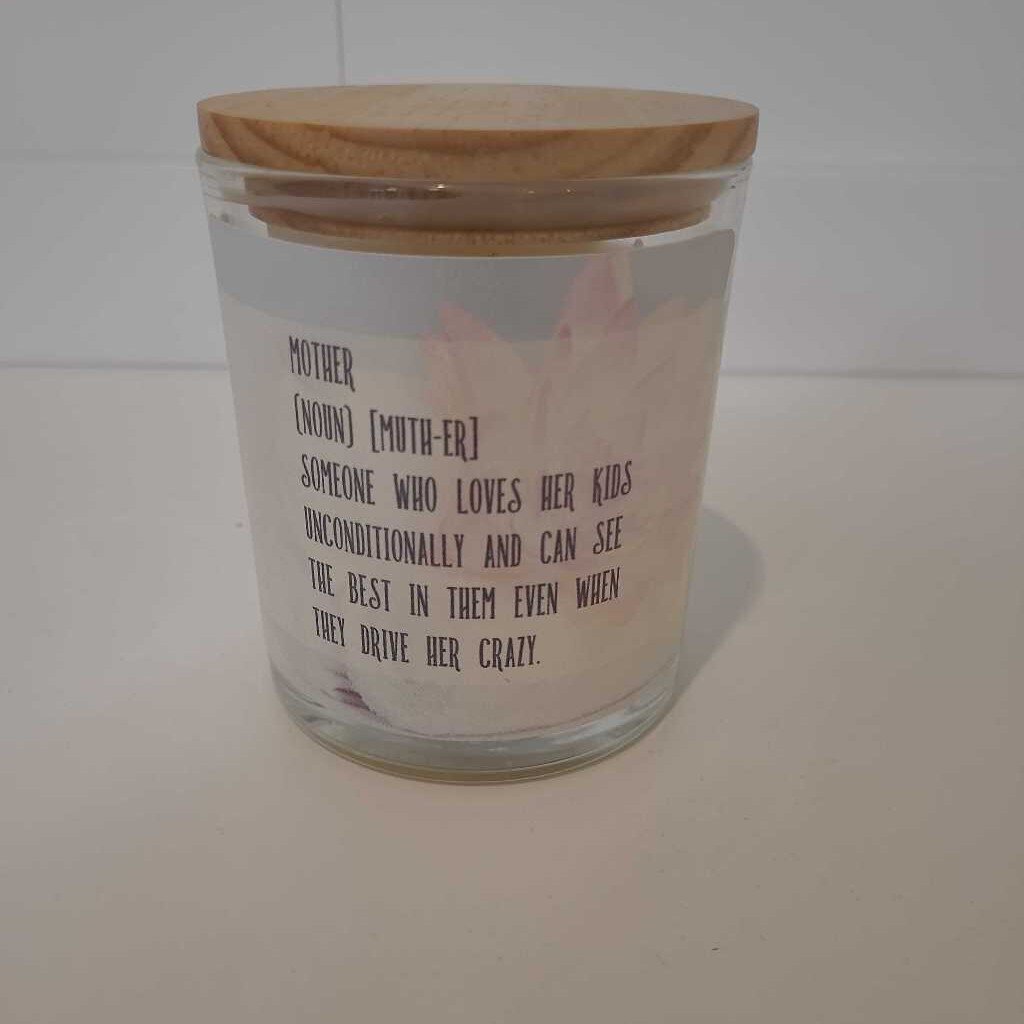 MOTHER
(NOUN) [MUTH-ER]
SOMEONE WHO LOVES HER KIDS
UNCONDITIONALLY AND CAN SEE
THE BEST IN THEM EVEN WHEN
THEY DRIVE HER CRAZY.